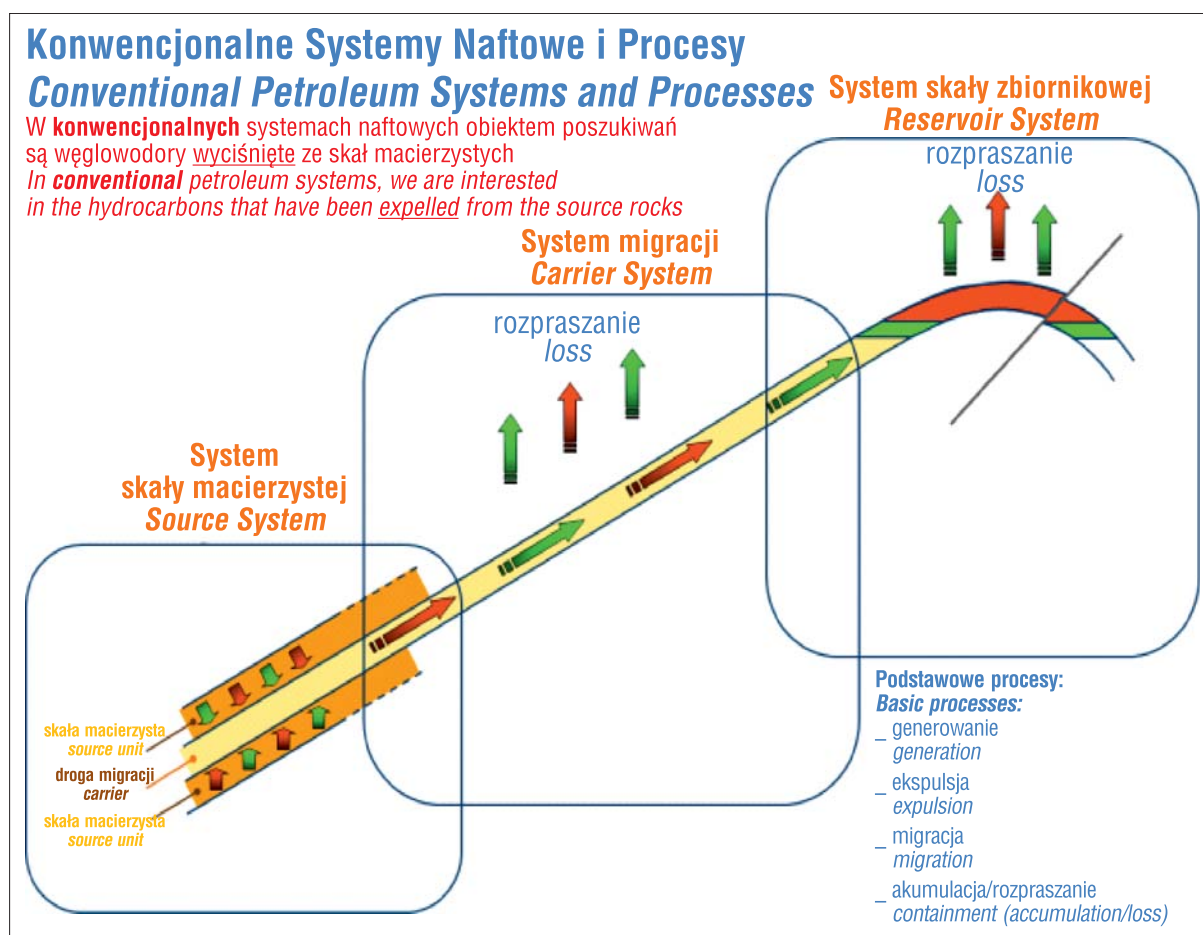 Konwencjonalne Systemy Naftowe i Procesy
Conventional Petroleum Systems and Processes
W konwencjonalnych systemach naftowych obiektem poszukiwań
są węglowodory wyciśnięte ze skał macierzystych
In conventional petroleum systems, we are interested
in the hydrocarbons that have been expelled from the source rocks
System skały zbiornikowej
Reservoir System
rozpraszanie
loss
System migracji
Carrier System
rozpraszanie
loss
System
skały macierzystej
Source System
skała macierzysta
source unit
droga migracji
carrier
skała macierzysta
source unit
Podstawowe procesy:
Basic processes:
_ generowanie
generation
_ ekspulsja
expulsion
_ migracja
migration
_ akumulacja/rozpraszanie
containment (accumulation/loss)